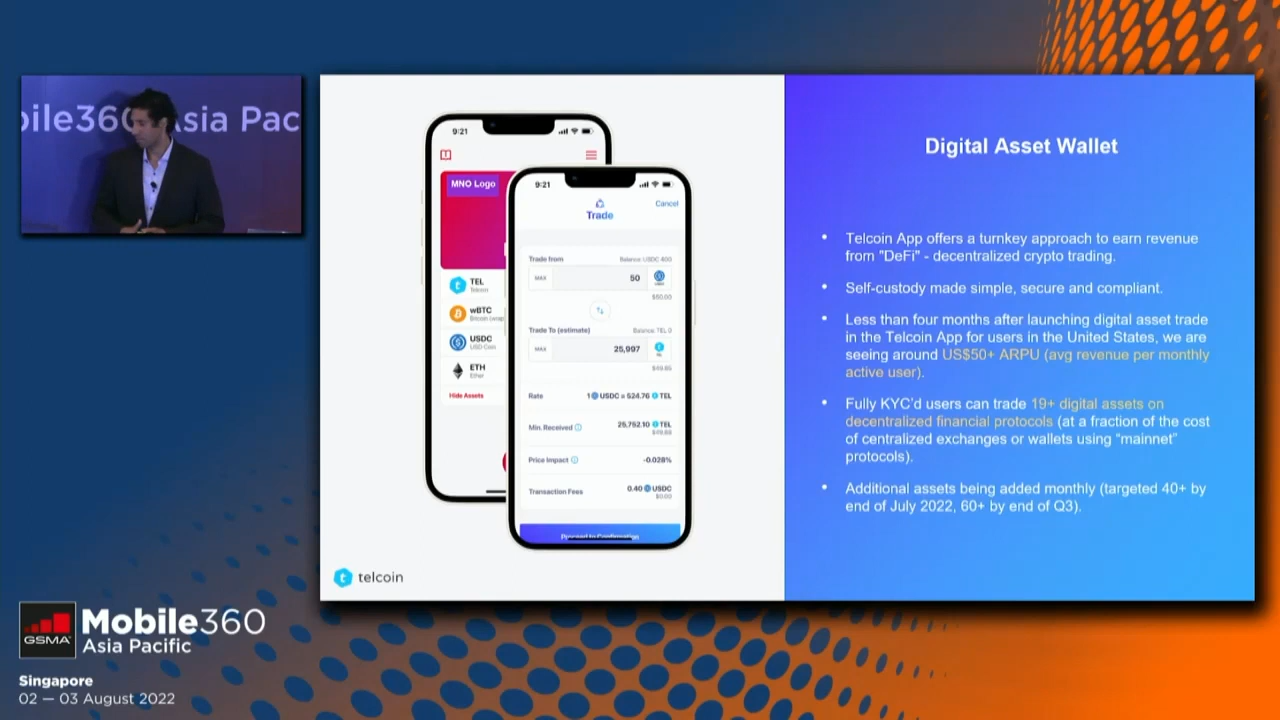 bile360 Asia Pac
9:21
MNO Logo
TEL
Telcoin
wBTC
Bitcoin (wrap
USDC
USD Coin
ETH
Ether
Hide Assets
9:21
Trade
Cancel
Trade from
Balance: USDC 400
MAX
50
$50.00
Trade To (estimate)
Balance: TEL 0
MAX
25,997
TEL
Rate
Min. Received
25,752.10 TEL
Price Impact
-0.028%
Transaction Fees
0.40 USDC
$0.00
Proceed to Confirmation
telcoin
Digital Asset Wallet
• Telcoin App offers a turnkey approach to earn revenue
from "DeFi" - decentralized crypto trading.
• Self-custody made simple, secure and compliant.
• Less than four months after launching digital asset trade
in the Telcoin App for users in the United States, we are
seeing around US$50+ ARPU (avg revenue per monthly
active user).
• Fully KYC'd users can trade 19+ digital assets on
decentralized financial protocols (at a fraction of the cost
of centralized exchanges or wallets using "mainnet"
protocols).
• Additional assets being added monthly (targeted 40+ by
end of July 2022, 60+ by end of Q3).
GSMA
Mobile360
Asia Pacific
Singapore
02 — 03 August 2022